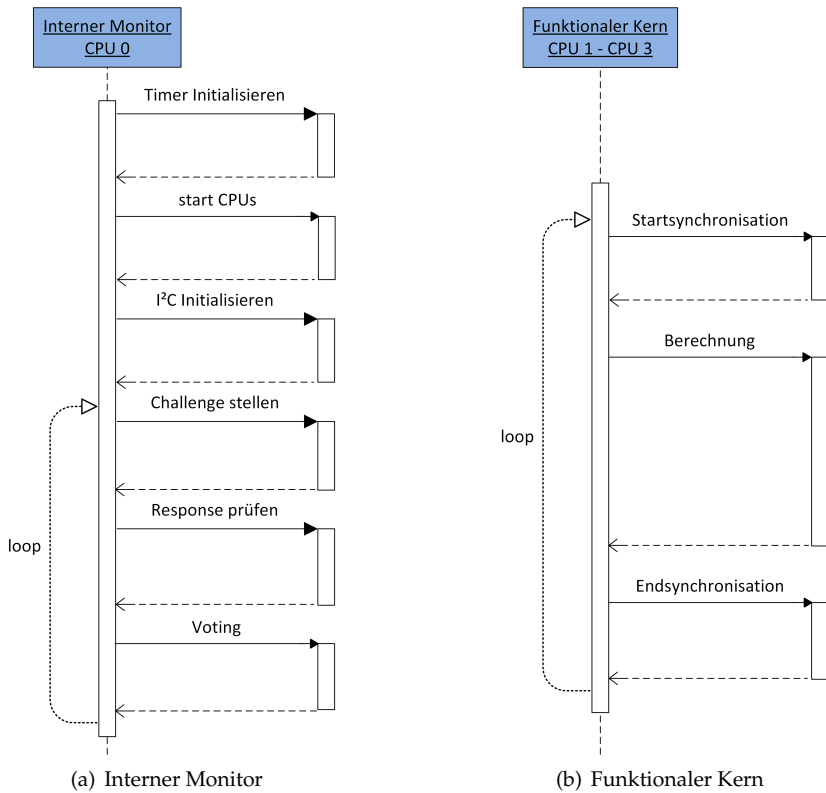 Interner Monitor
CPU 0
Timer Initialisieren
start CPUs
I²C Initialisieren
Challenge stellen
Response prüfen
loop
Voting
(a) Interner Monitor
Funktionaler Kern
CPU 1 - CPU 3
Startsynchronisation
Berechnung
loop
Endsynchronisation
(b) Funktionaler Kern